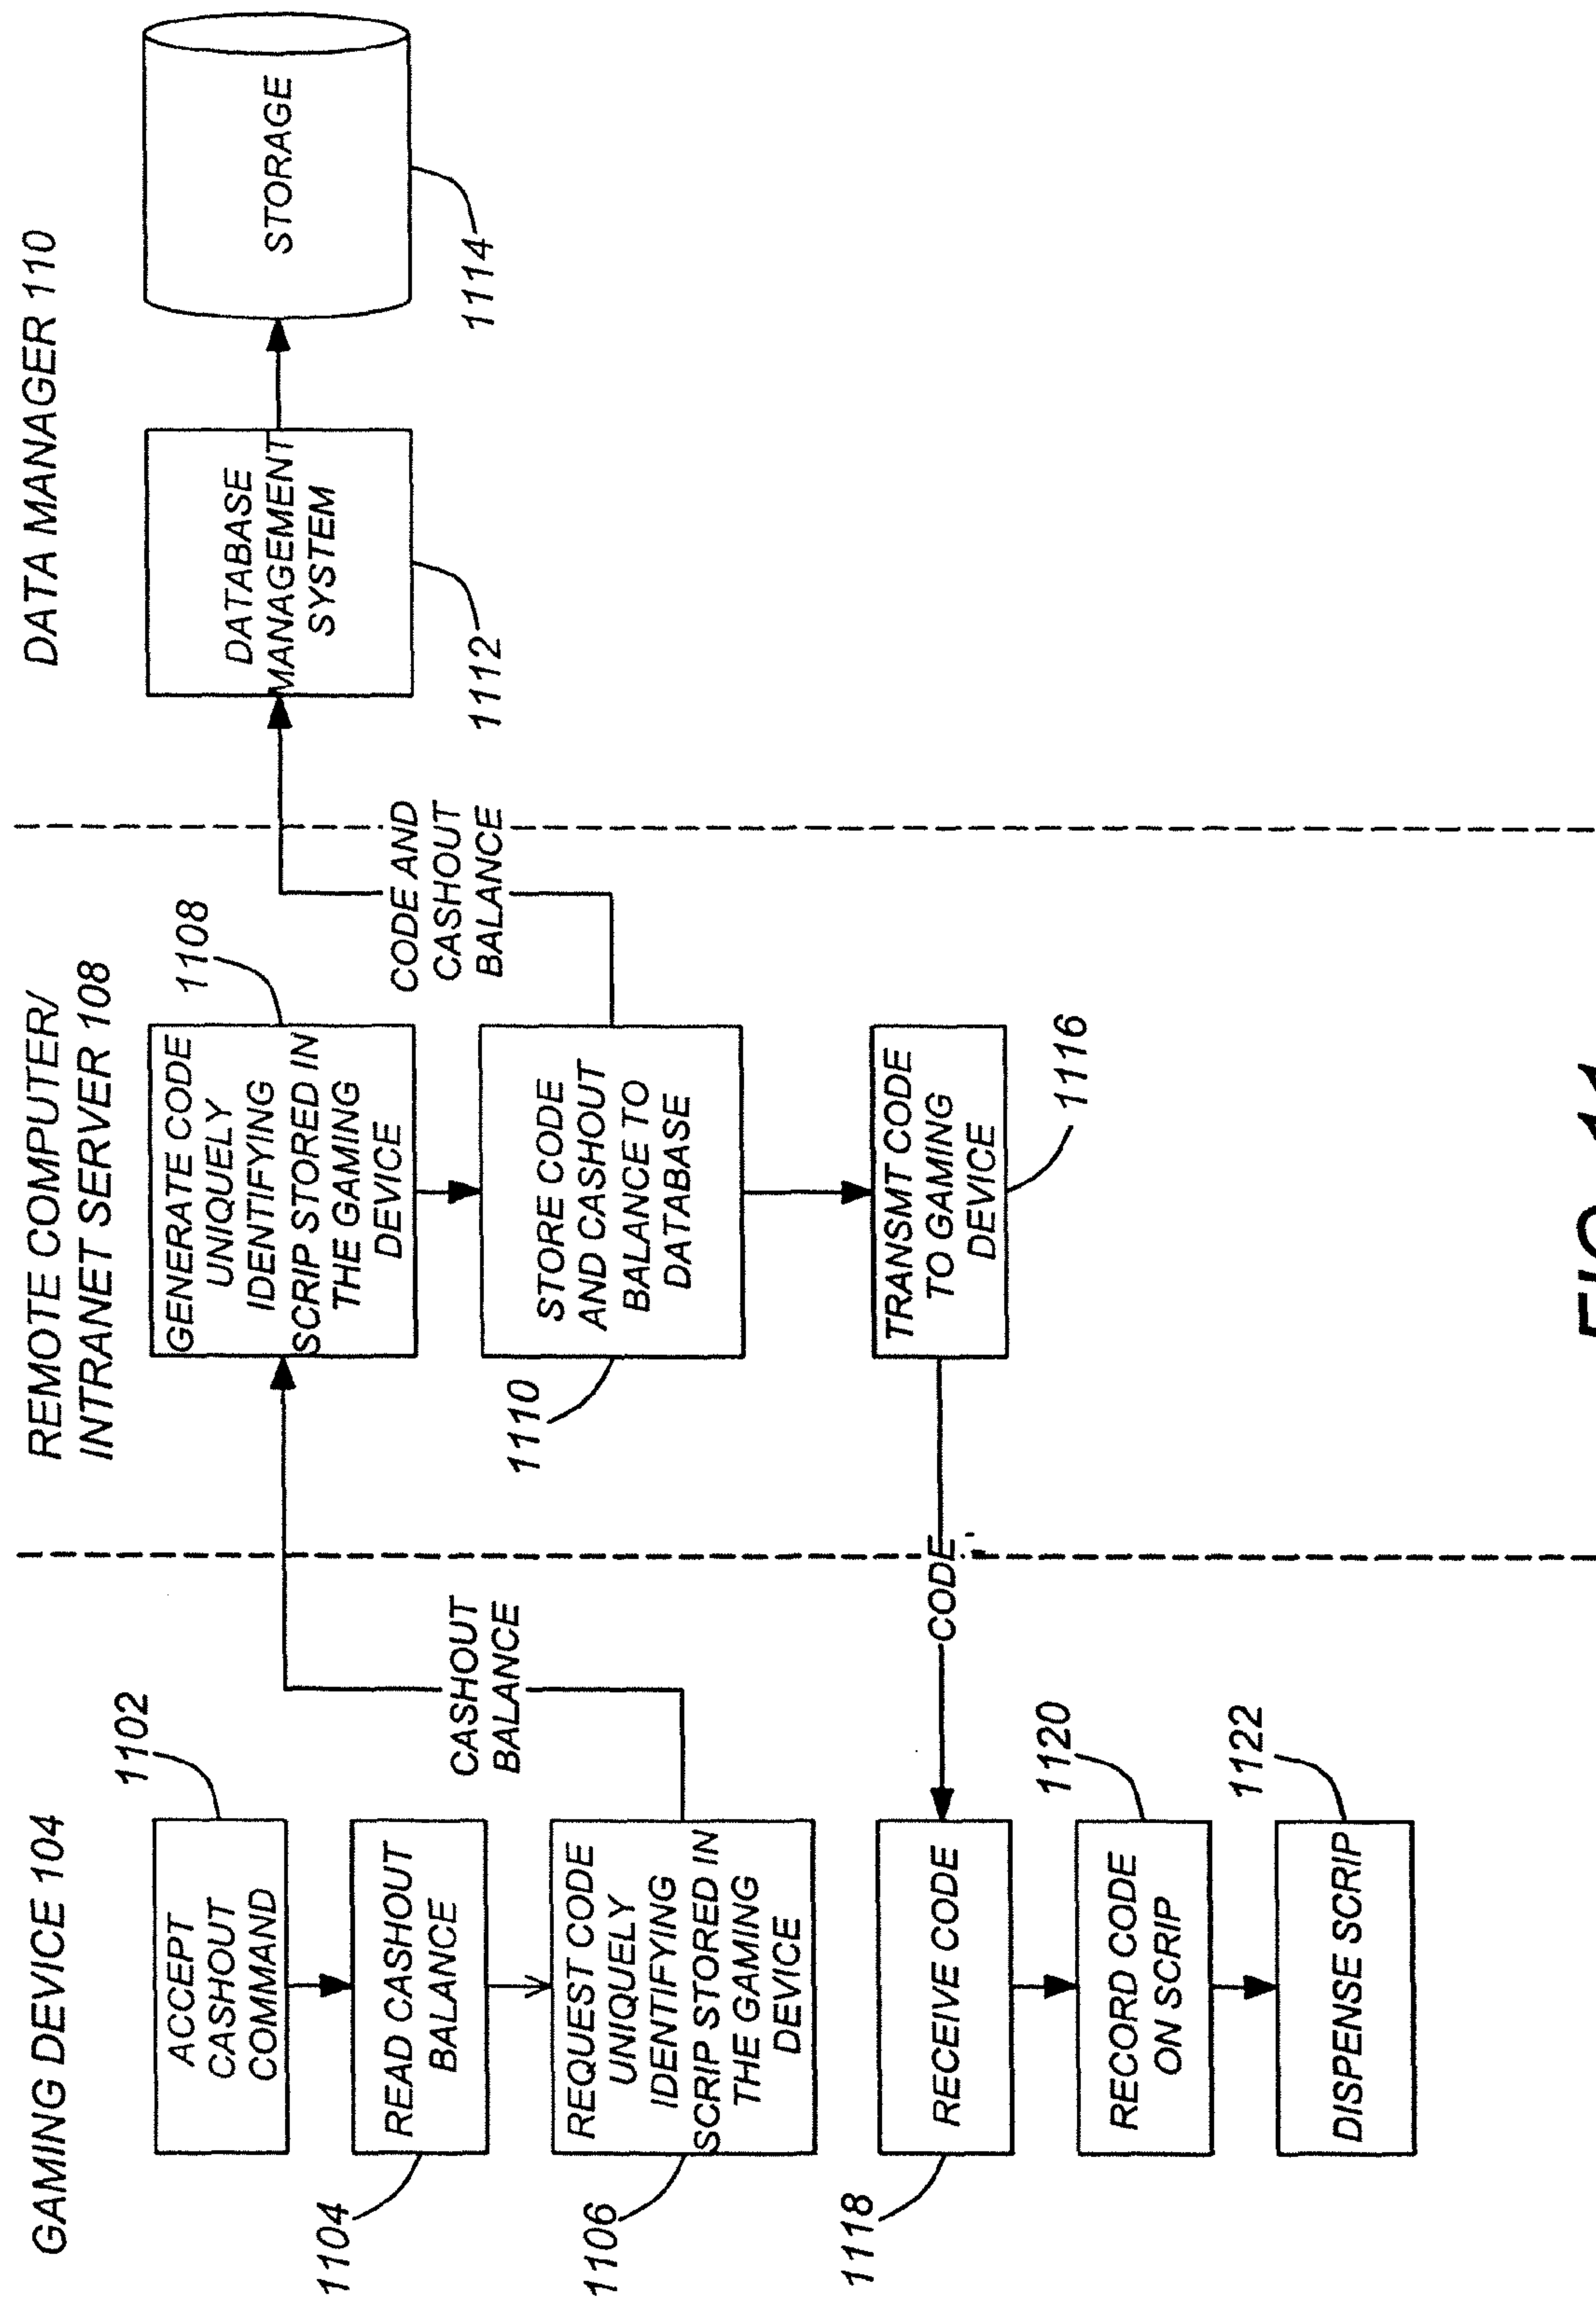 GAMING DEVICE 104
1102
ACCEPT
CASHOUT
COMMAND
READ CASHOUT
BALANCE
1104
REQUEST CODE
UNIQUELY
IDENTIFYING
SCRIP STORED IN
THE GAMING
DEVICE
1106
CASHOUT
BALANCE
RECEIVE CODE
1118
RECORD CODE
ON SCRIP
1120
DISPENSE SCRIP
1122
REMOTE COMPUTER/
INTRANET SERVER 108
GENERATE CODE
UNIQUELY
IDENTIFYING
SCRIP STORED IN
THE GAMING
DEVICE
1108
STORE CODE
AND CASHOUT
BALANCE TO
DATABASE
1110
CODE AND
CASHOUT
BALANCE
TRANSMT CODE
TO GAMING
DEVICE
1116
CODE
DATA MANAGER 110
DATABASE
MANAGEMENT
SYSTEM
1112
STORAGE
1114